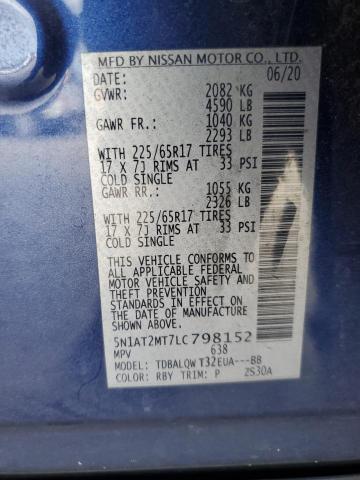 MFD BY NISSAN MOTOR CO., LTD.
DATE: 06/20
GVWR: 2082 KG
4590 LB
GAWR FR.: 1040 KG
2293 LB
WITH 225/65R17 TIRES
17 X 7J RIMS AT 33 PSI
COLD SINGLE
GAWR RR.: 1055 KG
2326 LB
WITH 225/65R17 TIRES
17 X 7J RIMS AT 33 PSI
COLD SINGLE
THIS VEHICLE CONFORMS TO
ALL APPLICABLE FEDERAL
MOTOR VEHICLE SAFETY
AND THEFT PREVENTION
STANDARDS IN EFFECT ON
THE DATE OF MANUFACTURE
SHOWN ABOVE.
5N1AT2MT7LC798152
MPV 638
MODEL: TDBALQWT32EUA---BB
COLOR: RBY TRIM: P ZS30A